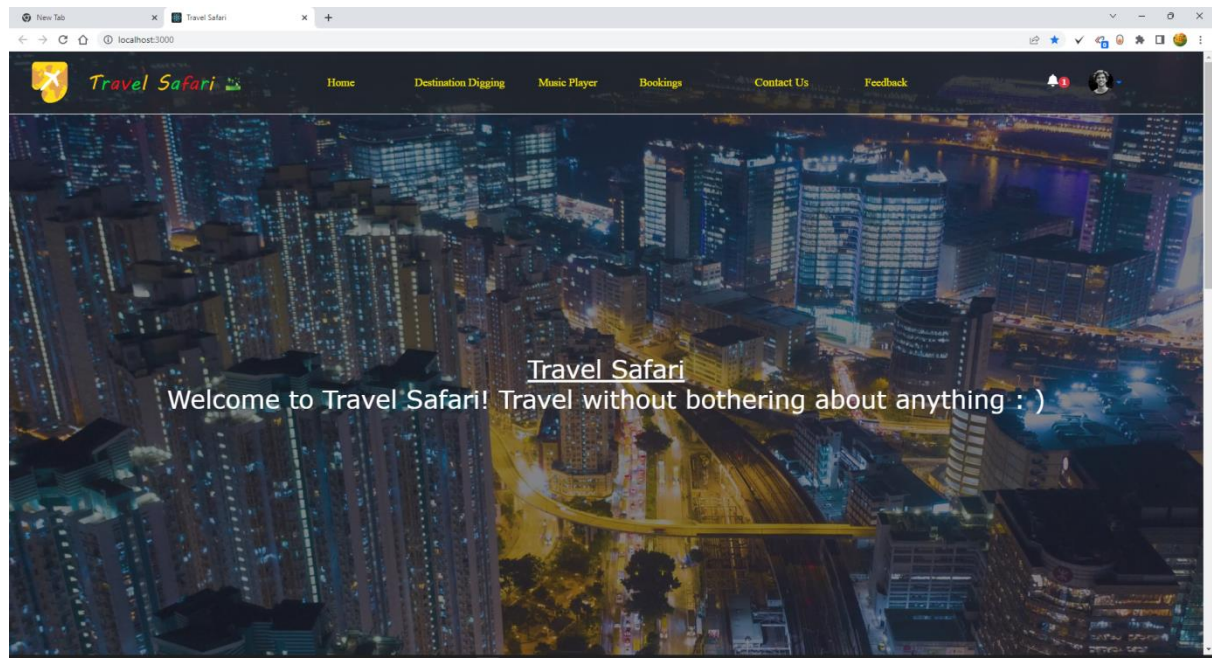 New Tab
Travel Safari
localhost:3000
Travel Safari
Home
Destination Digging
Music Player
Bookings
Contact Us
Feedback
1
Travel Safari
Welcome to Travel Safari! Travel without bothering about anything : )